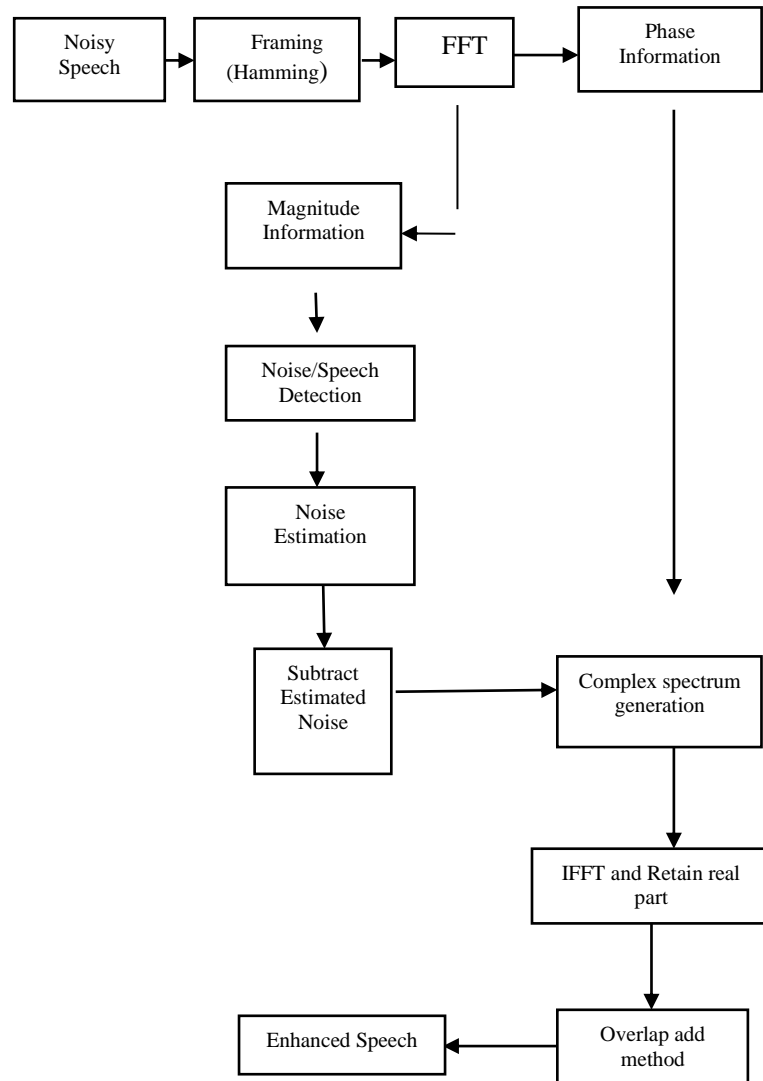 Noisy
Speech
Framing
(Hamming)
FFT
Phase
Information
Magnitude
Information
Noise/Speech
Detection
Noise
Estimation
Subtract
Estimated
Noise
Complex spectrum
generation
IFFT and Retain real
part
Overlap add
method
Enhanced Speech